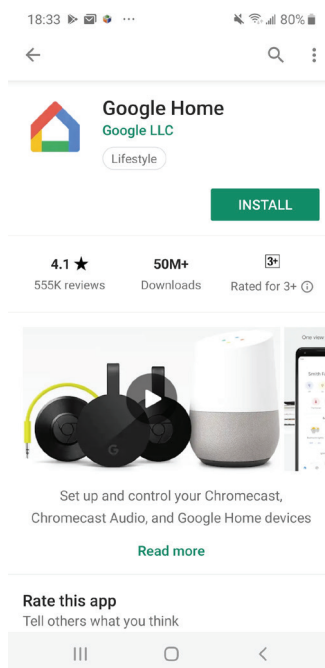 18:33
80%
Google Home
Google LLC
Lifestyle
INSTALL
4.1 ★
50M+
3+
555K reviews
Downloads
Rated for 3+
G
One view
Set up and control your Chromecast,
Chromecast Audio, and Google Home devices
Read more
Rate this app
Tell others what you think